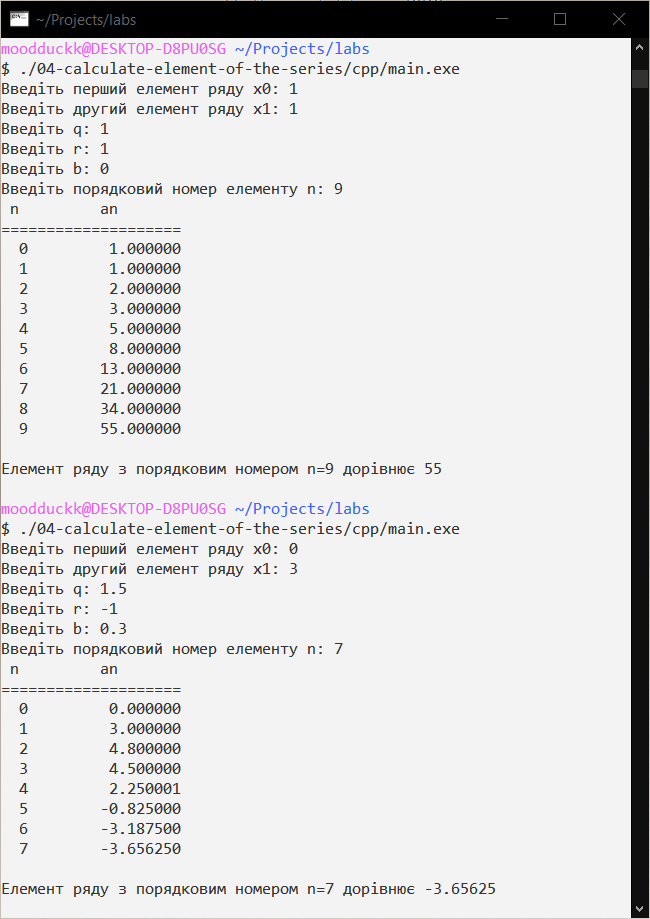 ~/Projects/labs
moodduckk@DESKTOP-D8PU0SG ~/Projects/labs
$ ./04-calculate-element-of-the-series/cpp/main.exe
Введіть перший елемент ряду x0: 1
Введіть другий елемент ряду x1: 1
Введіть q: 1
Введіть r: 1
Введіть b: 0
Введіть порядковий номер елементу n: 9
n an
====================
0 1.000000
1 1.000000
2 2.000000
3 3.000000
4 5.000000
5 8.000000
6 13.000000
7 21.000000
8 34.000000
9 55.000000
Елемент ряду з порядковим номером n=9 дорівнює 55
moodduckk@DESKTOP-D8PU0SG ~/Projects/labs
$ ./04-calculate-element-of-the-series/cpp/main.exe
Введіть перший елемент ряду x0: 0
Введіть другий елемент ряду x1: 3
Введіть q: 1.5
Введіть r: -1
Введіть b: 0.3
Введіть порядковий номер елементу n: 7
n an
====================
0 0.000000
1 3.000000
2 4.800000
3 4.500000
4 2.250001
5 -0.825000
6 -3.187500
7 -3.656250
Елемент ряду з порядковим номером n=7 дорівнює -3.65625